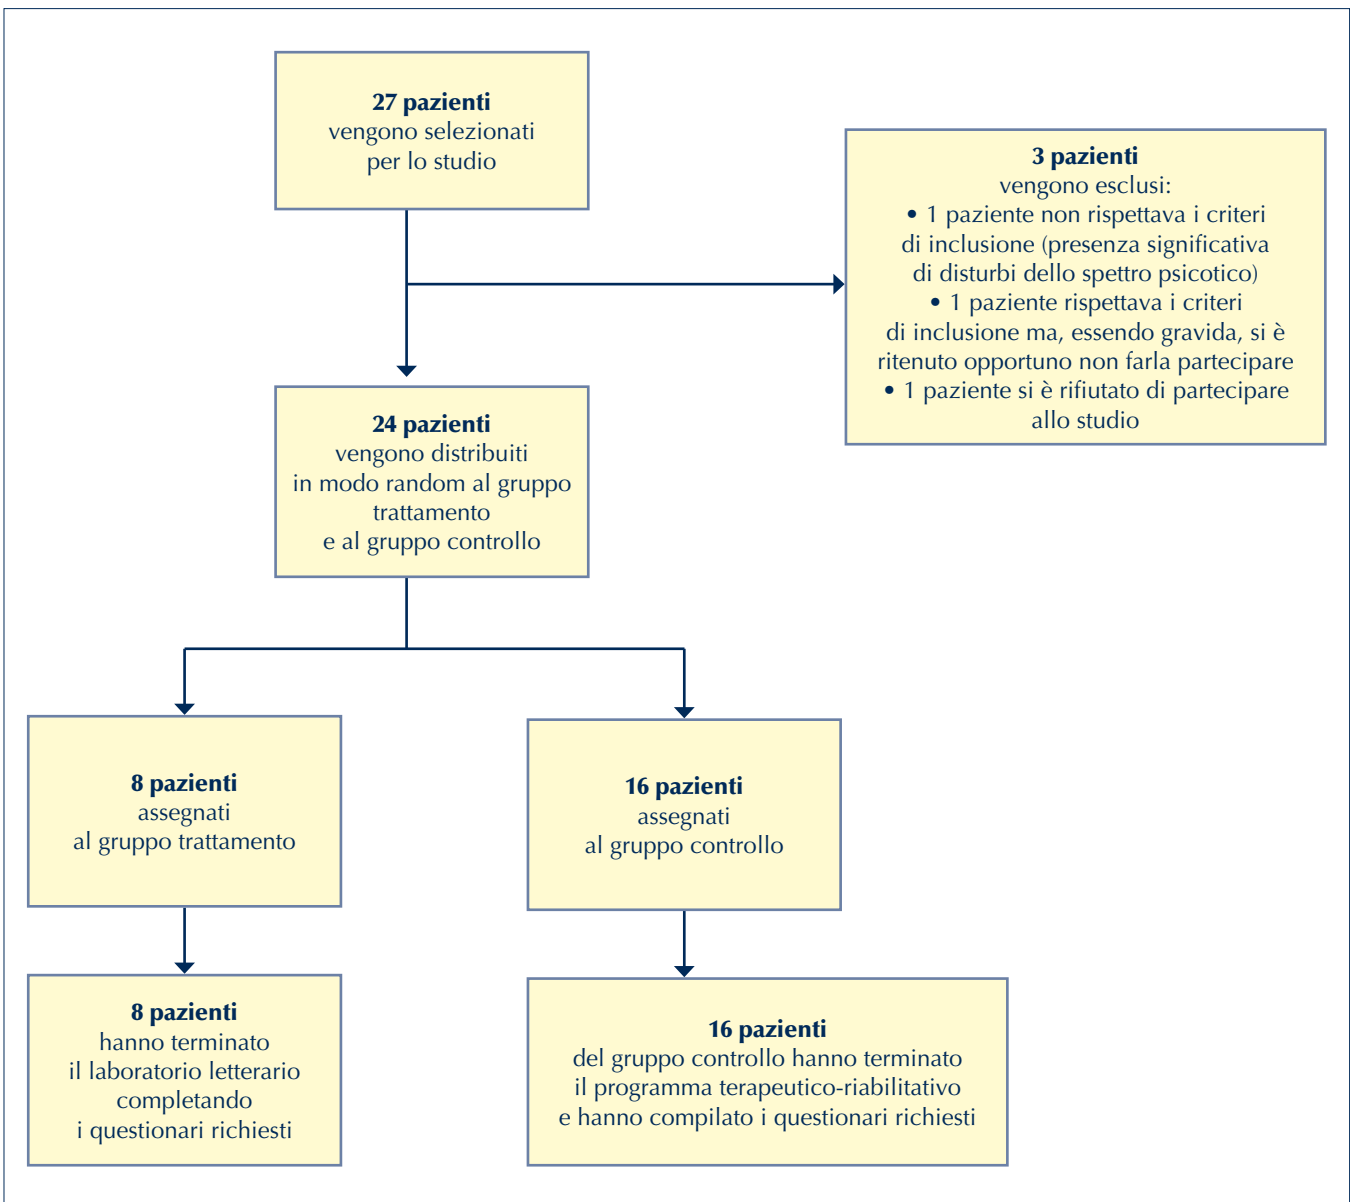 27 pazienti
vengono selezionati
per lo studio
3 pazienti
vengono esclusi:
• 1 paziente non rispettava i criteri
di inclusione (presenza significativa
di disturbi dello spettro psicotico)
• 1 paziente rispettava i criteri
di inclusione ma, essendo gravida, si è
ritenuto opportuno non farla partecipare
• 1 paziente si è rifiutato di partecipare
allo studio
24 pazienti
vengono distribuiti
in modo random al gruppo
trattamento
e al gruppo controllo
8 pazienti
assegnati
al gruppo trattamento
16 pazienti
assegnati
al gruppo controllo
8 pazienti
hanno terminato
il laboratorio letterario
completando
i questionari richiesti
16 pazienti
del gruppo controllo hanno terminato
il programma terapeutico-riabilitativo
e hanno compilato i questionari richiesti